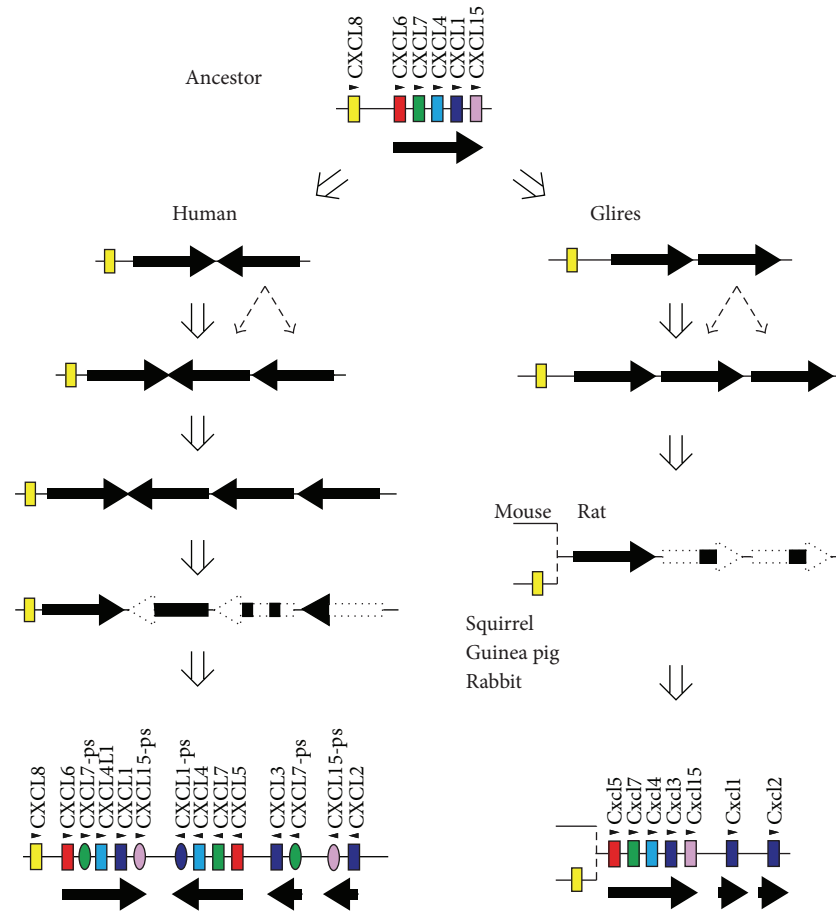 Ancestor
CXCL8
CXCL6
CXCL7
CXCL4
CXCL1
CXCL15
Human
Glires
Mouse
Rat
Squirrel
Guinea pig
Rabbit
CXCL8
CXCL6
CXCL7-ps
CXCL4L1
CXCL1
CXCL15-ps
CXCL1-ps
CXCL4
CXCL7
CXCL5
CXCL3
CXCL7-ps
CXCL15-ps
CXCL2
Cxcl5
Cxcl7
Cxcl4
Cxcl3
Cxcl15
Cxcl1
Cxcl2